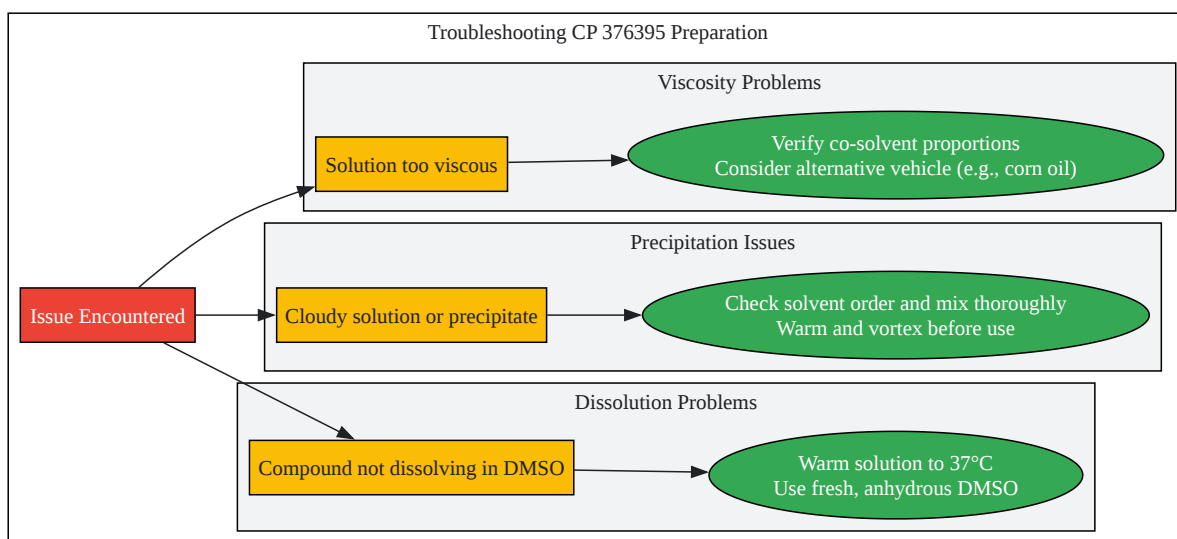 Troubleshooting CP 376395 Preparation
Viscosity Problems
Solution too viscous
Verify co-solvent proportions
Consider alternative vehicle (e.g., corn oil)
Precipitation Issues
Issue Encountered
Cloudy solution or precipitate
Check solvent order and mix thoroughly
Warm and vortex before use
Dissolution Problems
Compound not dissolving in DMSO
Warm solution to 37°C
Use fresh, anhydrous DMSO